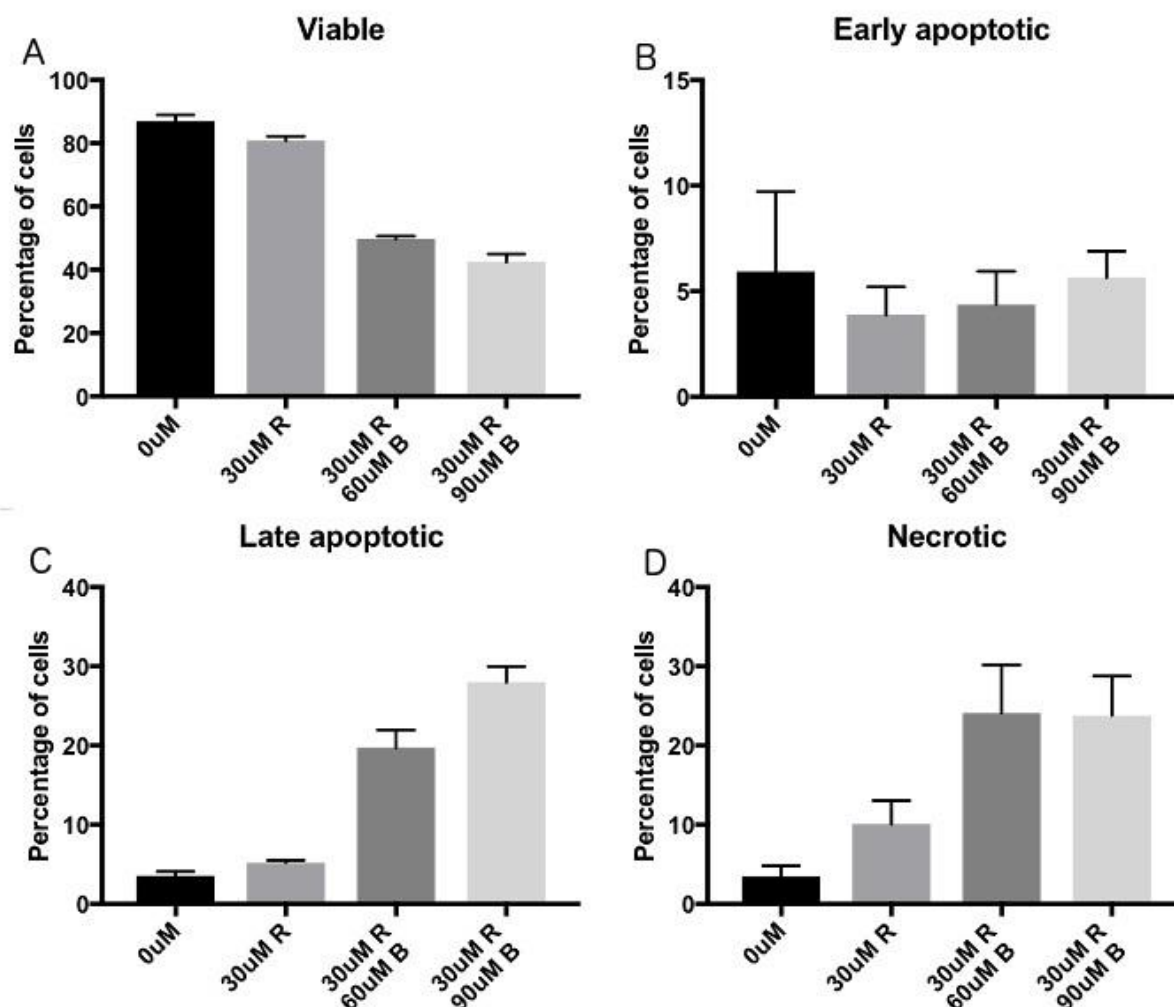 A
Viable
Percentage of cells
100
80
60
40
20
0
0uM
30uM R
30uM R
60uM B
30uM R
90uM B
B
Early apoptotic
Percentage of cells
15
10
5
0
0uM
30uM R
30uM R
60uM B
30uM R
90uM B
C
Late apoptotic
Percentage of cells
40
30
20
10
0
0uM
30uM R
30uM R
60uM B
30uM R
90uM B
D
Necrotic
Percentage of cells
40
30
20
10
0
0uM
30uM R
30uM R
60uM B
30uM R
90uM B